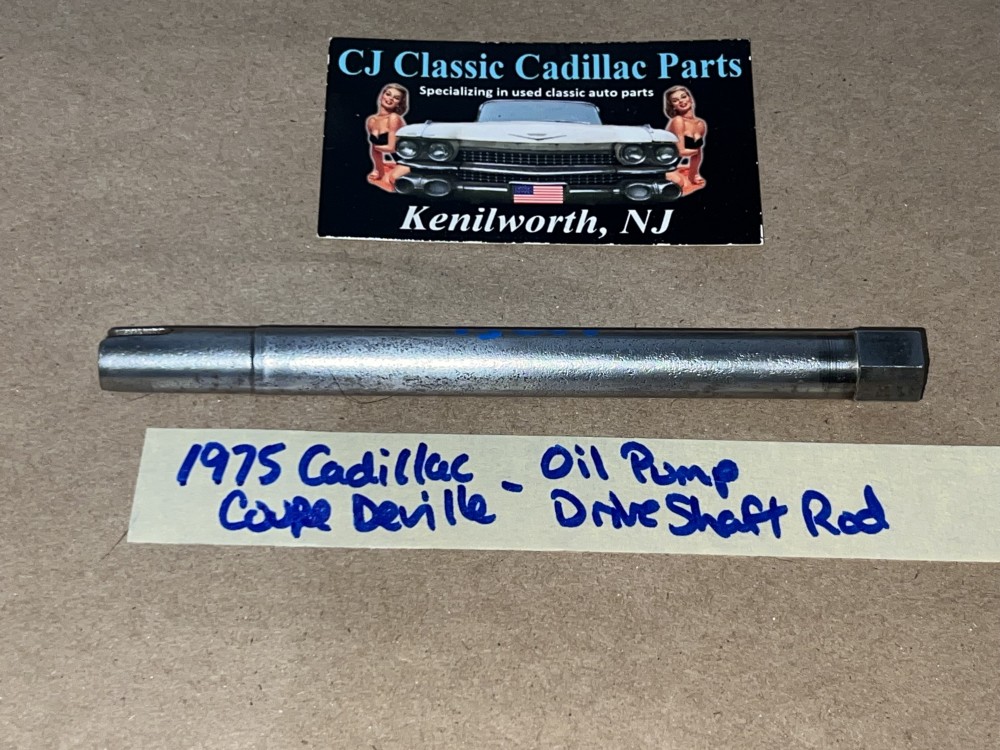 CJ Classic Cadillac Parts
Specializing in used classic auto parts
Kenilworth, NJ
1975 Cadillac - Oil Pump
Coupe Deville Drive Shaft Rod